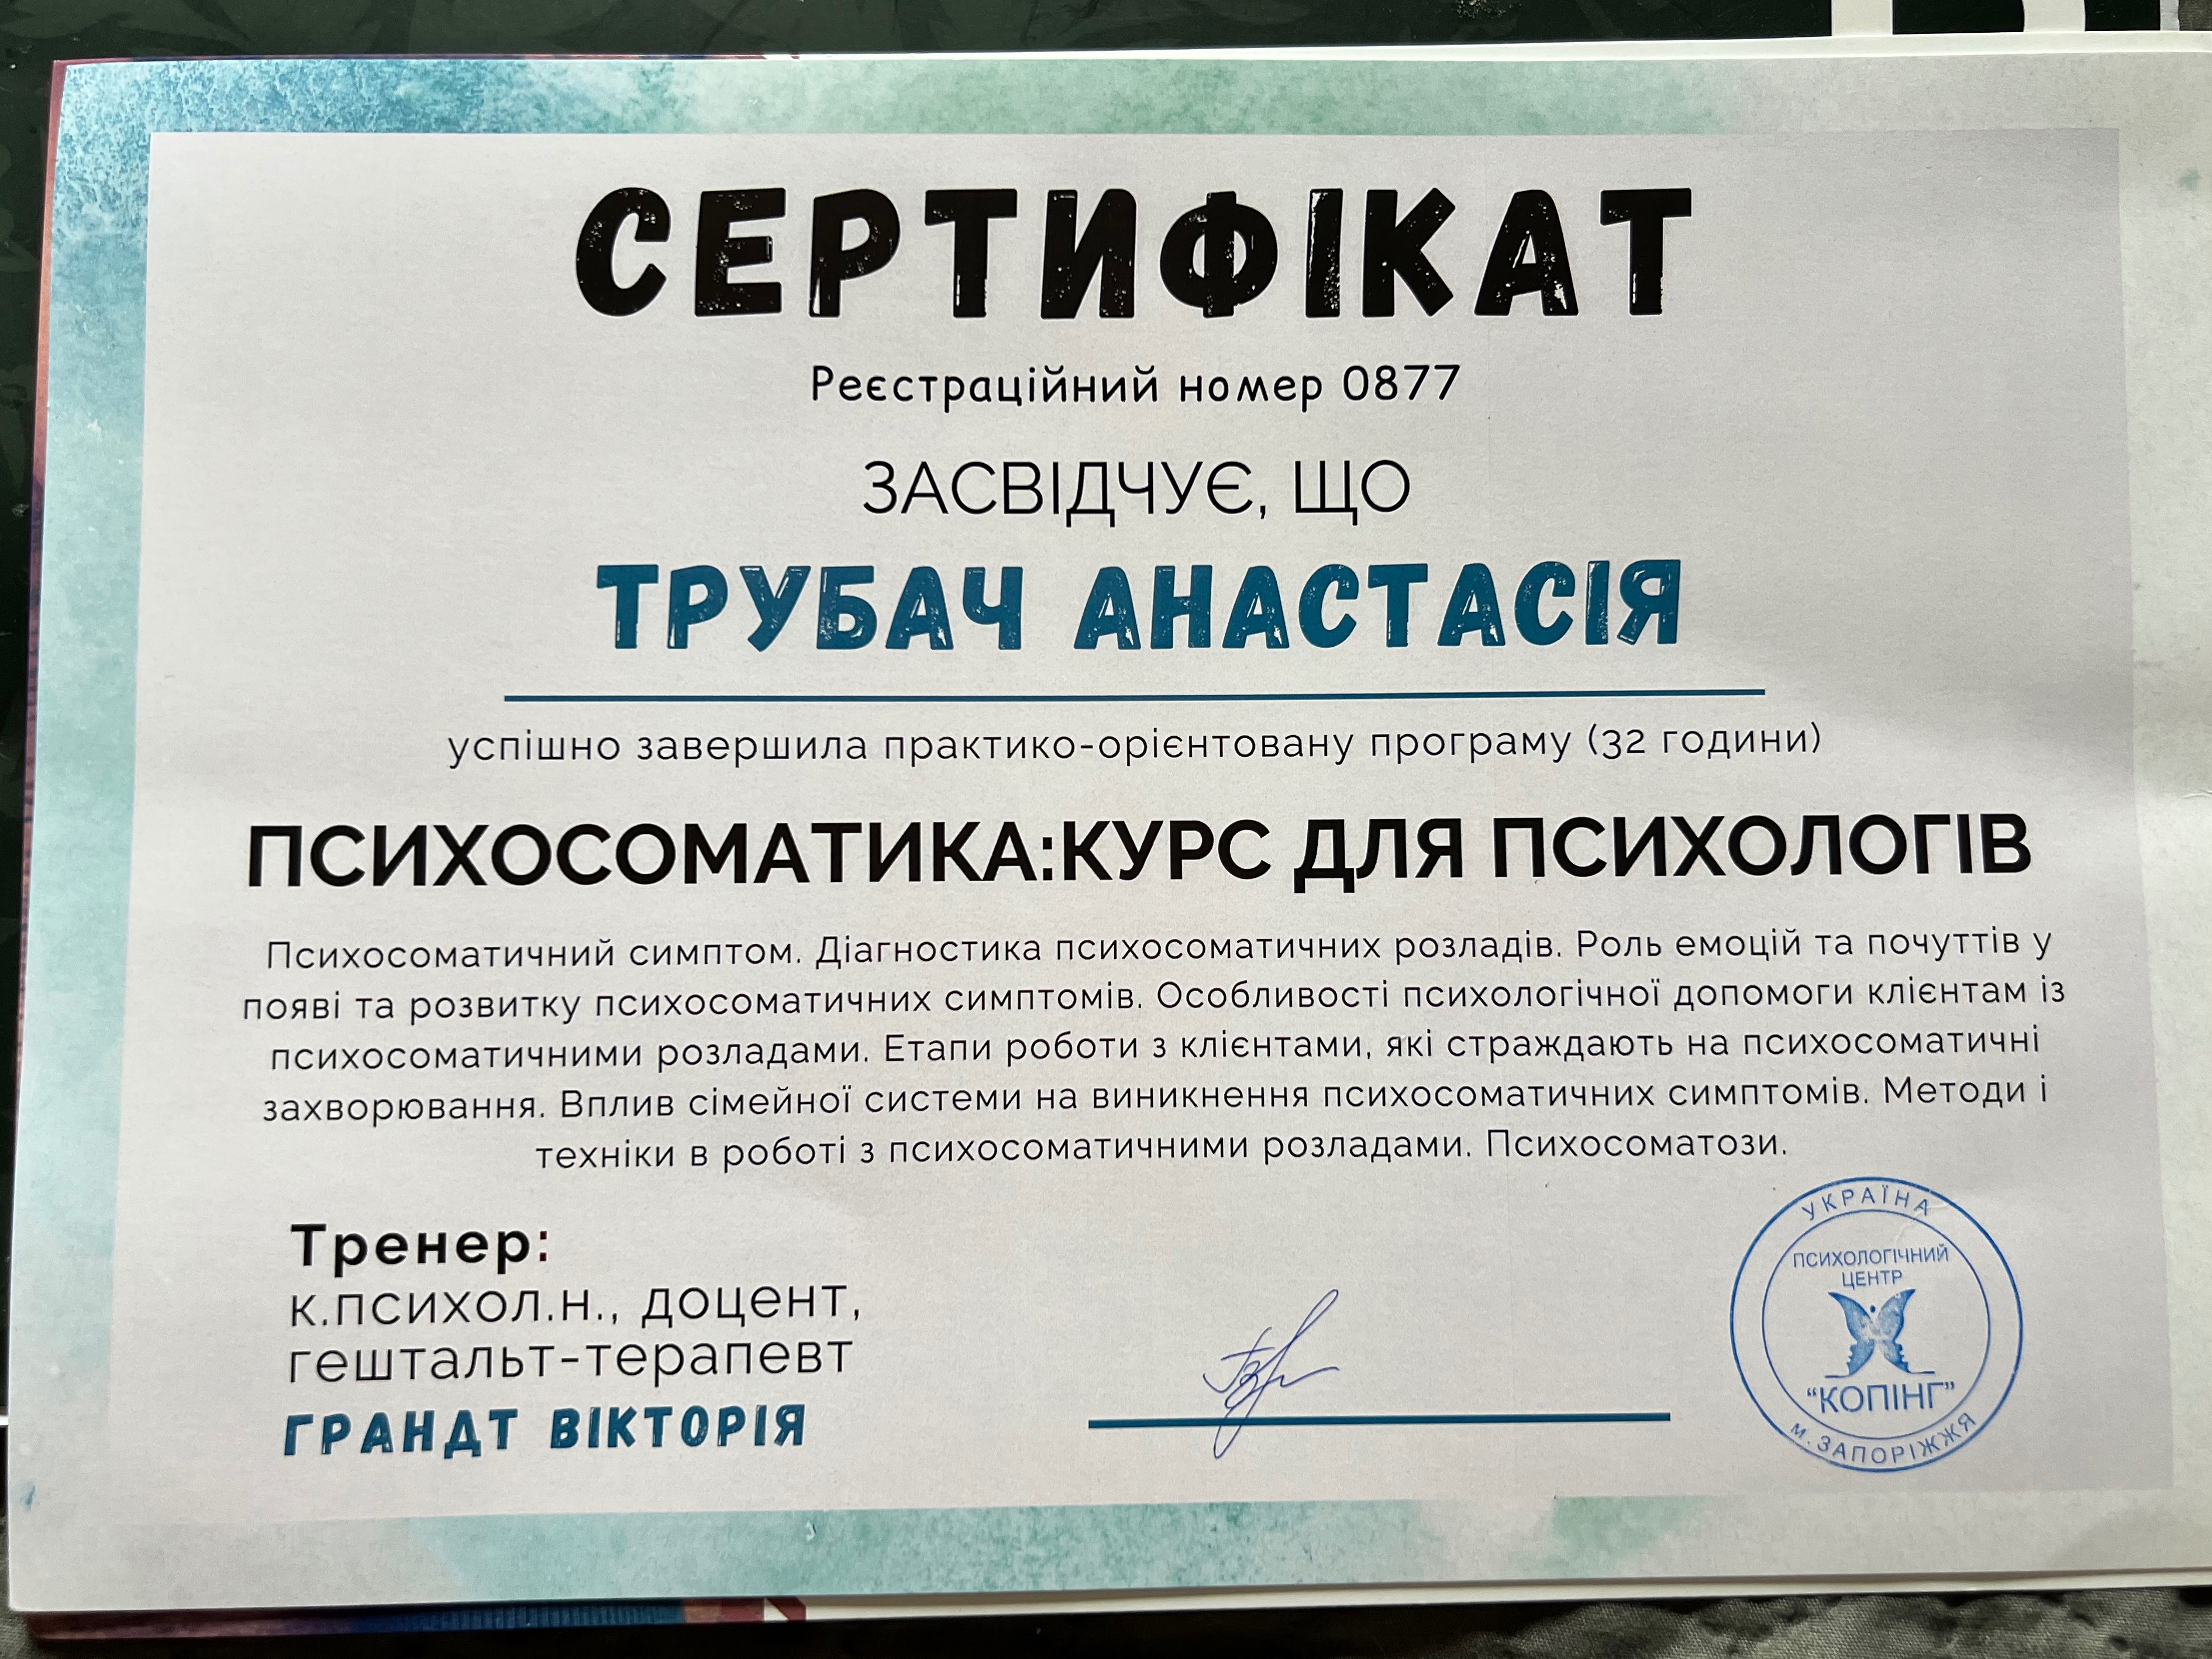 СЕРТИФІКАТ
Реєстраційний номер 0877
ЗАСВІДЧУЄ, ЩО
ТРУБАЧ АНАСТАСІЯ
успішно завершила практико-орієнтовану програму (32 години)
ПСИХОСОМАТИКА:КУРС ДЛЯ ПСИХОЛОГІВ
Психосоматичний симптом. Діагностика психосоматичних розладів. Роль емоцій та почуттів у
появі та розвитку психосоматичних симптомів. Особливості психологічної допомоги клієнтам із
психосоматичними розладами. Етапи роботи з клієнтами, які страждають на психосоматичні
захворювання. Вплив сімейної системи на виникнення психосоматичних симптомів. Методи і
техніки в роботі з психосоматичними розладами. Психосоматози.
Тренер:
к.психол.н., доцент,
гештальт-терапевт
ГРАНДТ ВІКТОРІЯ
УКРАЇНА
ПСИХОЛОГІЧНИЙ
ЦЕНТР
“КОПІНГ”
м. ЗАПОРІЖЖЯ